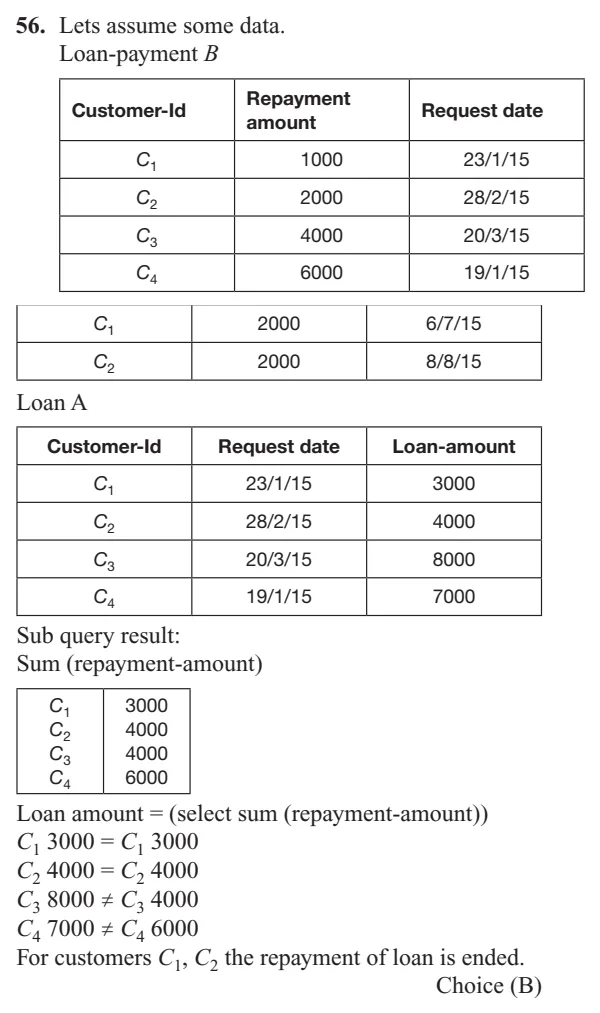 56. Lets assume some data.
Loan-payment B
Customer-Id Repayment amount Request date
C₁ 1000 23/1/15
C₂ 2000 28/2/15
C₃ 4000 20/3/15
C₄ 6000 19/1/15
C₁ 2000 6/7/15
C₂ 2000 8/8/15
Loan A
Customer-Id Request date Loan-amount
C₁ 23/1/15 3000
C₂ 28/2/15 4000
C₃ 20/3/15 8000
C₄ 19/1/15 7000
Sub query result:
Sum (repayment-amount)
C₁ 3000
C₂ 4000
C₃ 4000
C₄ 6000
Loan amount = (select sum (repayment-amount))
C₁ 3000 = C₁ 3000
C₂ 4000 = C₂ 4000
C₃ 8000 ≠ C₃ 4000
C₄ 7000 ≠ C₄ 6000
For customers C₁, C₂ the repayment of loan is ended.
Choice (B)